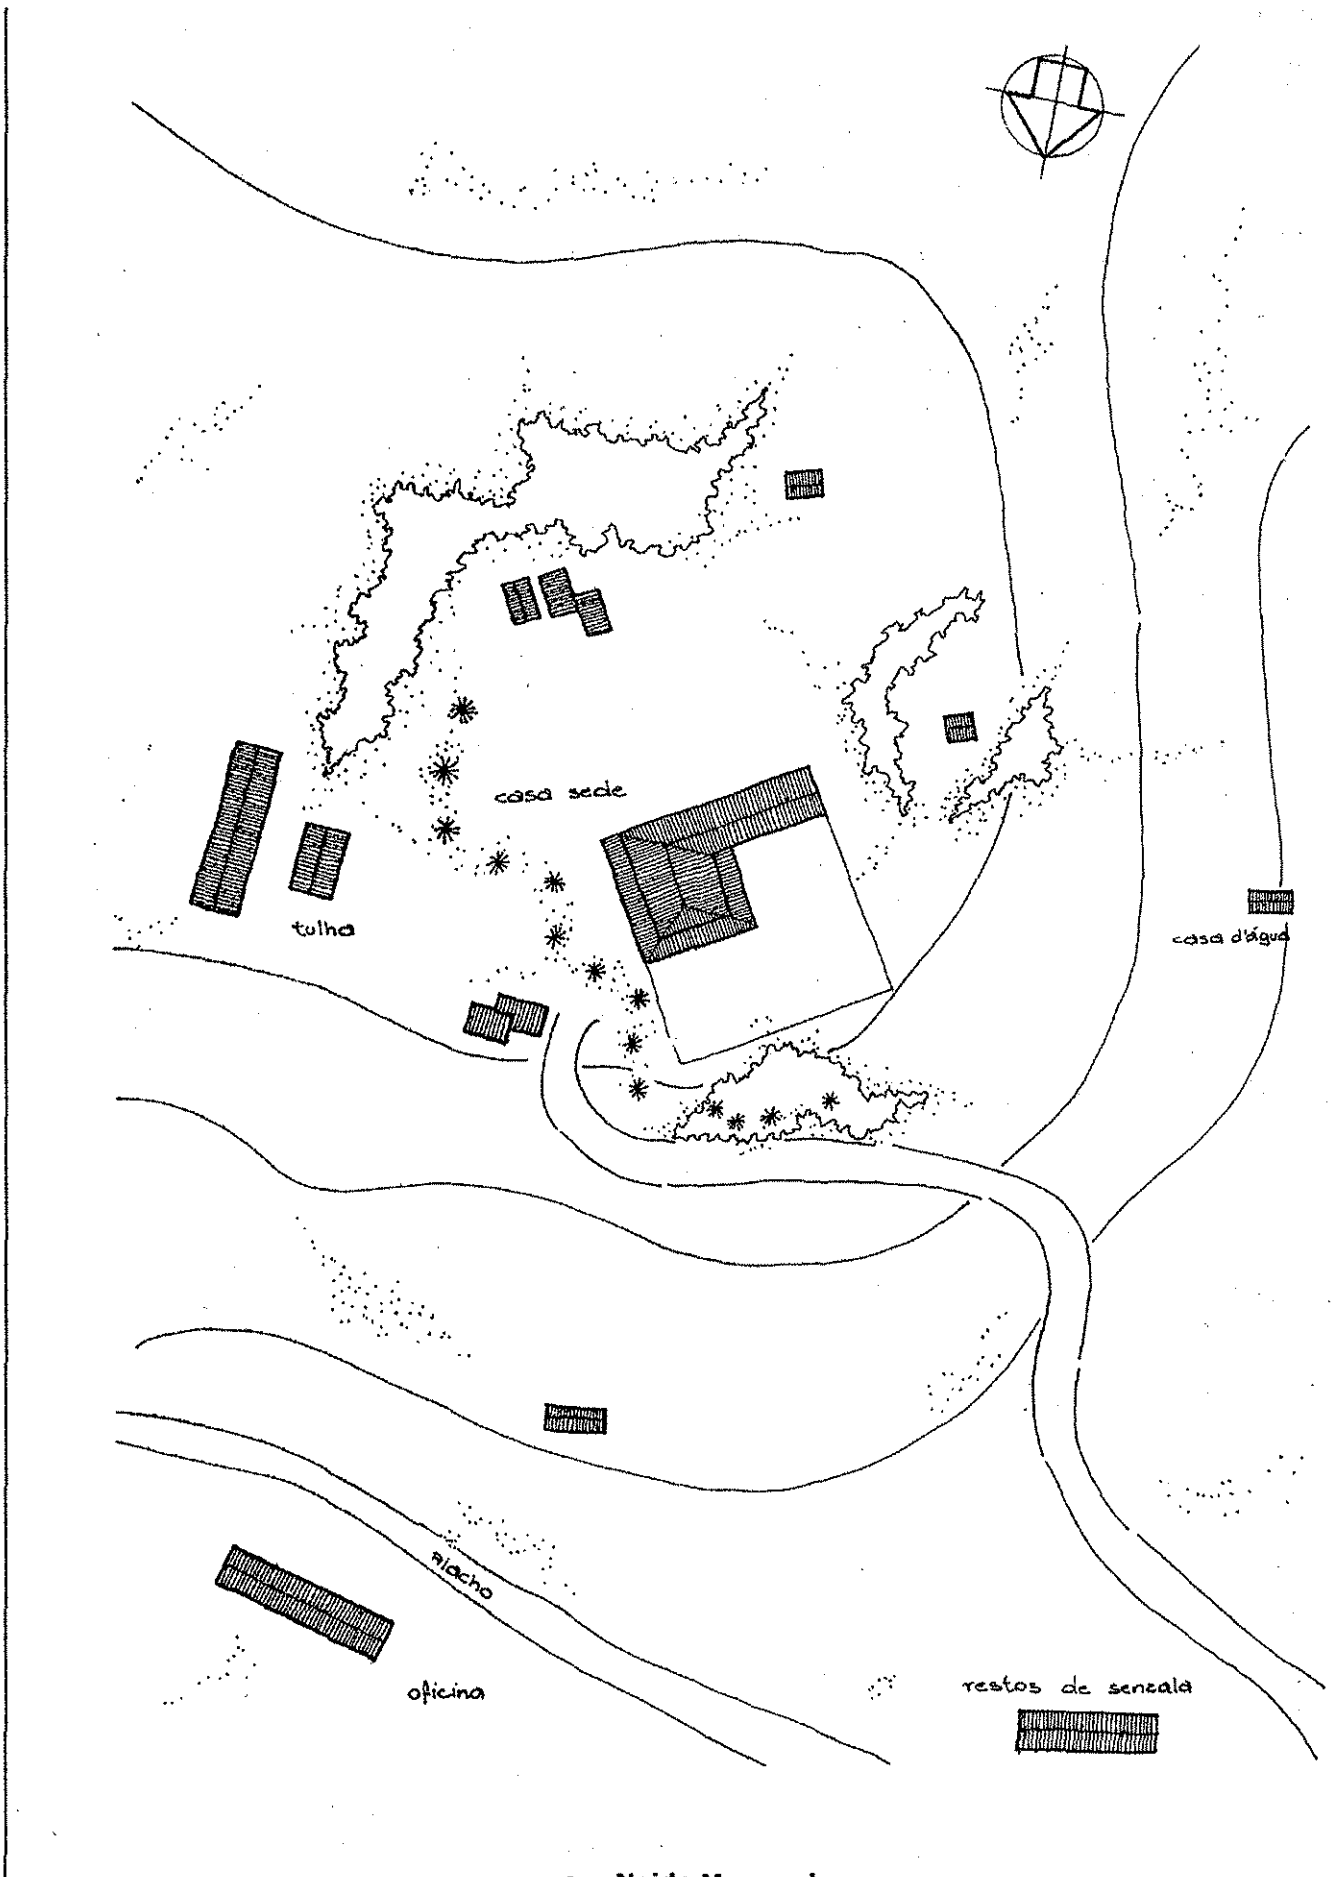 casa sede
tulha
casa d'água
riacho
oficina
restos de senzala